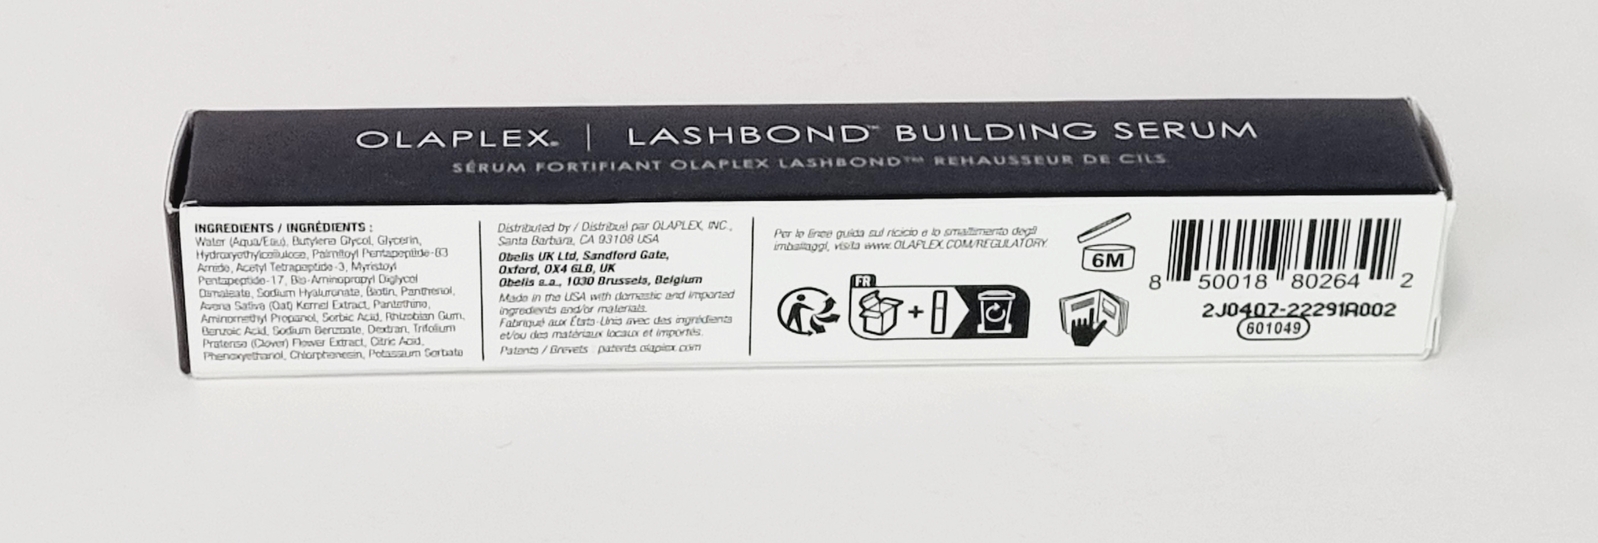 OLAPLEX® | LASHBOND™ BUILDING SERUM
SÉRUM FORTIFIANT OLAPLEX LASHBOND™ REHAUSSEUR DE CILS
INGREDIENTS / INGRÉDIENTS :
Water (Aqua/Eau), Butylene Glycol, Glycerin,
Hydroxyethylcellulose, Palmitoyl Pentapeptide-63
Amide, Acetyl Tetrapeptide-3, Myristoyl
Pentapeptide-17, Bis-Aminopropyl Diglycol
Dimaleate, Sodium Hyaluronate, Biotin, Panthenol,
Avena Sativa (Oat) Kernel Extract, Pantethine,
Aminomethyl Propanol, Sorbic Acid, Rhizobian Gum,
Benzoic Acid, Sodium Benzoate, Dextran, Trifolium
Pratense (Clover) Flower Extract, Citric Acid,
Phenoxyethanol, Chlorphenesin, Potassium Sorbate
Distributed by / Distribué par OLAPLEX, INC.,
Santa Barbara, CA 93108 USA
Obelis UK Ltd, Sandford Gate,
Oxford, OX4 6LB, UK
Obelis s.a., 1030 Brussels, Belgium
Made in the USA with domestic and imported
ingredients and/or materials.
Fabriqué aux États-Unis avec des ingrédients
et/ou des matériaux locaux et importés.
Patents / Brevets : patents.olaplex.com
Per le linee guida sul riciclo e lo smaltimento degli
imballaggi, visita www.OLAPLEX.COM/REGULATORY.
FR
+
6M
8 50018 80264 2
2J0407-22291A002
601049